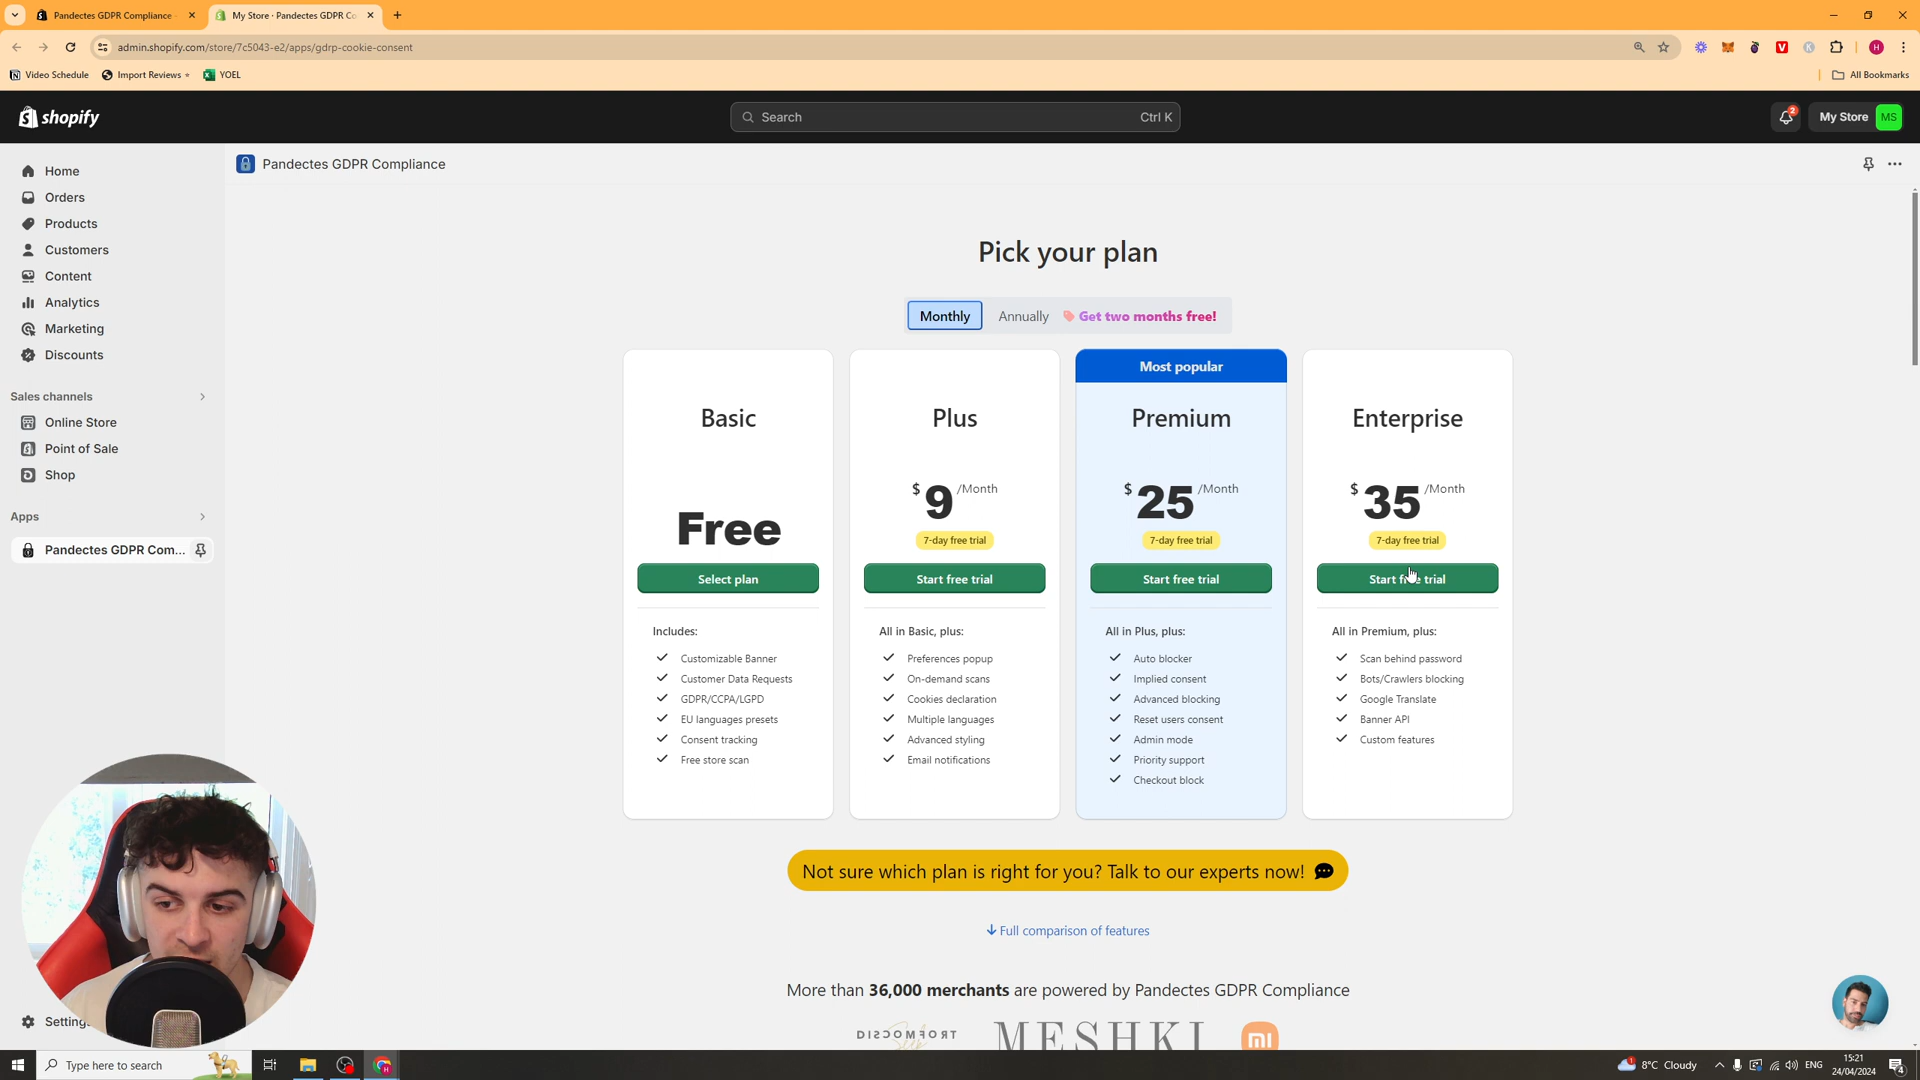 Pandectes GDPR Compliance
My Store · Pandectes GDPR Co
admin.shopify.com/store/7c5043-e2/apps/gdrp-cookie-consent
Video Schedule
Import Reviews
YOEL
All Bookmarks
shopify
Search
Ctrl K
2
My Store
MS
Home
Orders
Products
Customers
Content
Analytics
Marketing
Discounts
Sales channels
Online Store
Point of Sale
Shop
Apps
Pandectes GDPR Com...
Pandectes GDPR Compliance
Pick your plan
Monthly
Annually
Get two months free!
Basic
Free
Select plan
Includes:
Customizable Banner
Customer Data Requests
GDPR/CCPA/LGPD
EU languages presets
Consent tracking
Free store scan
Plus
$ 9 /Month
7-day free trial
Start free trial
All in Basic, plus:
Preferences popup
On-demand scans
Cookies declaration
Multiple languages
Advanced styling
Email notifications
Most popular
Premium
$ 25 /Month
7-day free trial
Start free trial
All in Plus, plus:
Auto blocker
Implied consent
Advanced blocking
Reset users consent
Admin mode
Priority support
Checkout block
Enterprise
$ 35 /Month
7-day free trial
Start free trial
All in Premium, plus:
Scan behind password
Bots/Crawlers blocking
Google Translate
Banner API
Custom features
Not sure which plan is right for you? Talk to our experts now!
Full comparison of features
More than 36,000 merchants are powered by Pandectes GDPR Compliance
MESHKI
mi
Type here to search
8°C Cloudy
ENG
15:21
24/04/2024